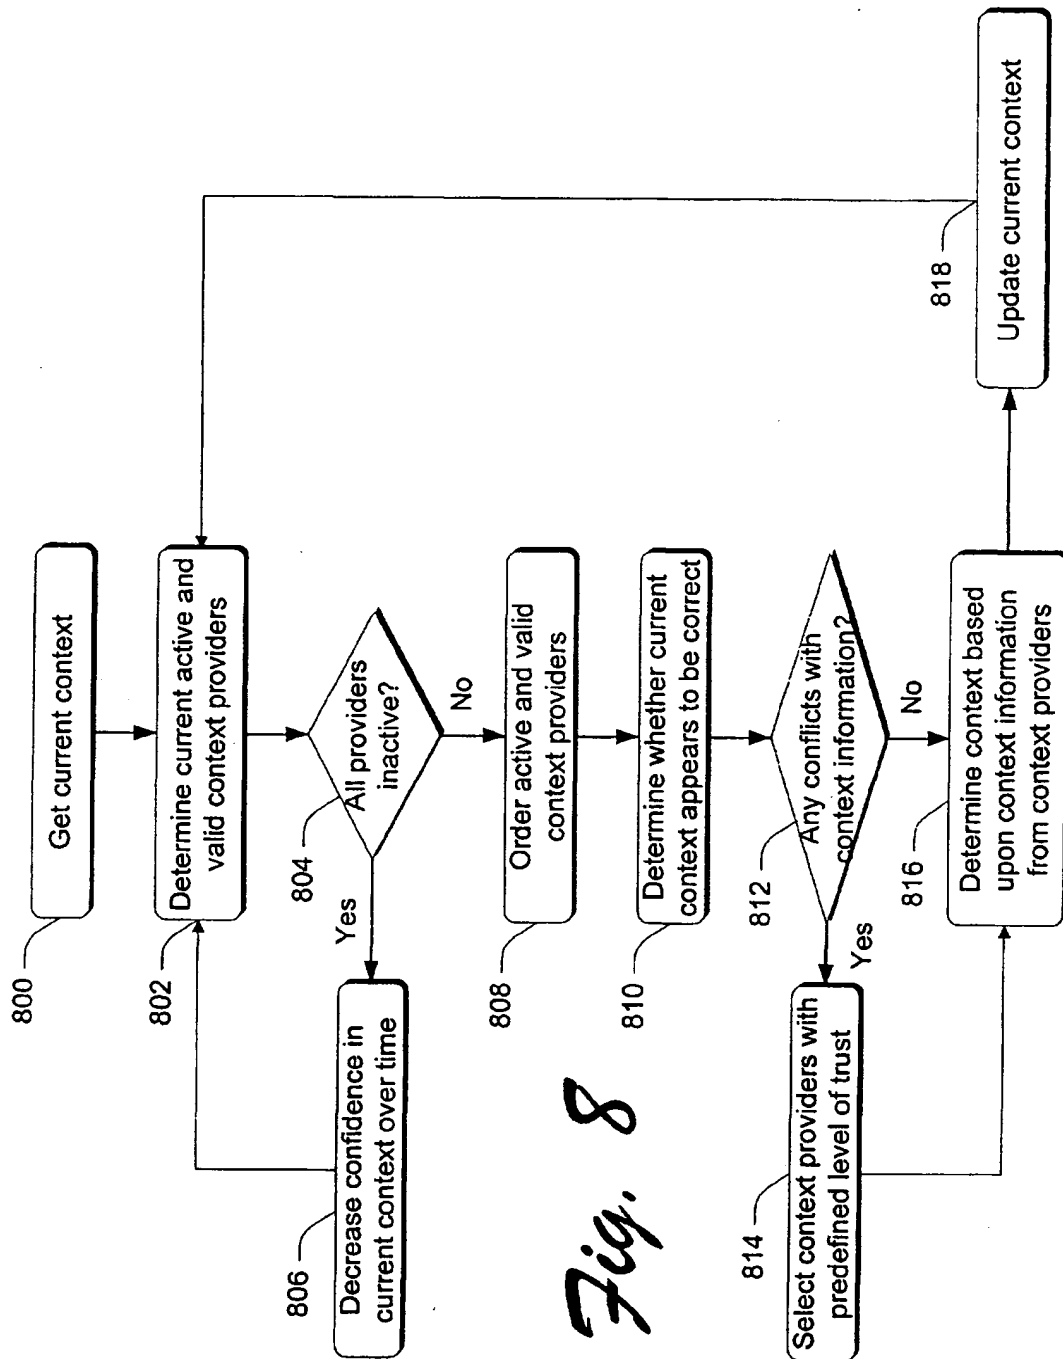 800
Get current context
802
Determine current active and
valid context providers
804
All providers
inactive?
Yes
No
806
Decrease confidence in
current context over time
808
Order active and valid
context providers
810
Determine whether current
context appears to be correct
812
Any conflicts with
context information?
Yes
No
814
Select context providers with
predefined level of trust
816
Determine context based
upon context information
from context providers
818
Update current context
Fig. 8